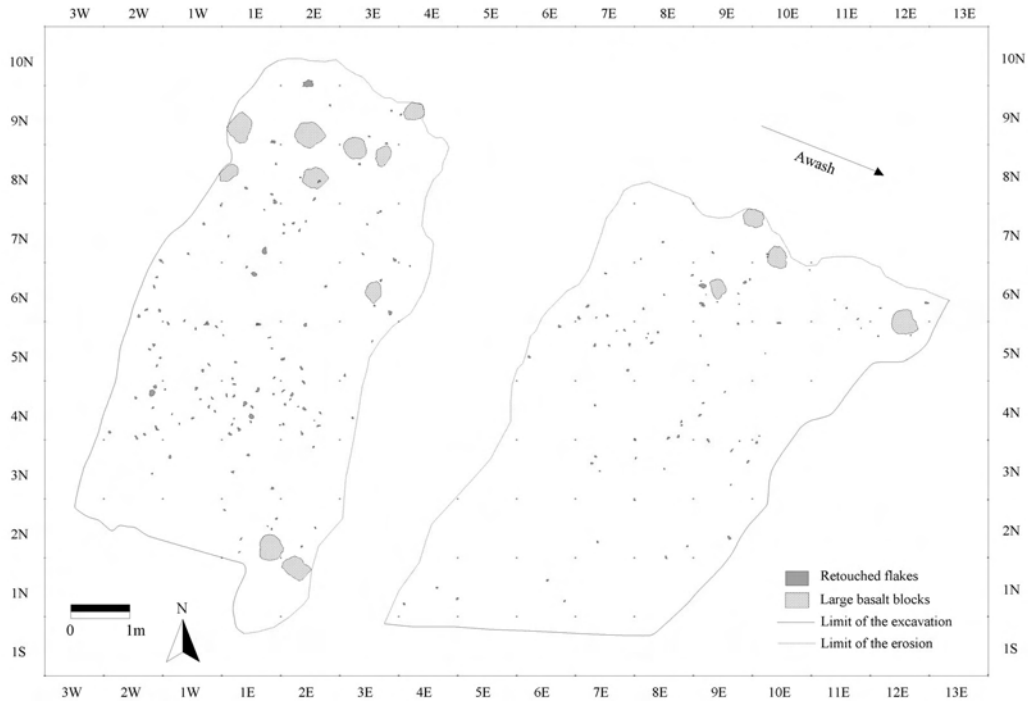 3W 2W 1W 1E 2E 3E 4E 5E 6E 7E 8E 9E 10E 11E 12E 13E
10N 10N
9N 9N
Awash
8N 8N
7N 7N
6N 6N
5N 5N
4N 4N
3N 3N
2N 2N
Retouched flakes
1N Large basalt blocks 1N
N Limit of the excavation
0 1m Limit of the erosion
1S 1S
3W 2W 1W 1E 2E 3E 4E 5E 6E 7E 8E 9E 10E 11E 12E 13E